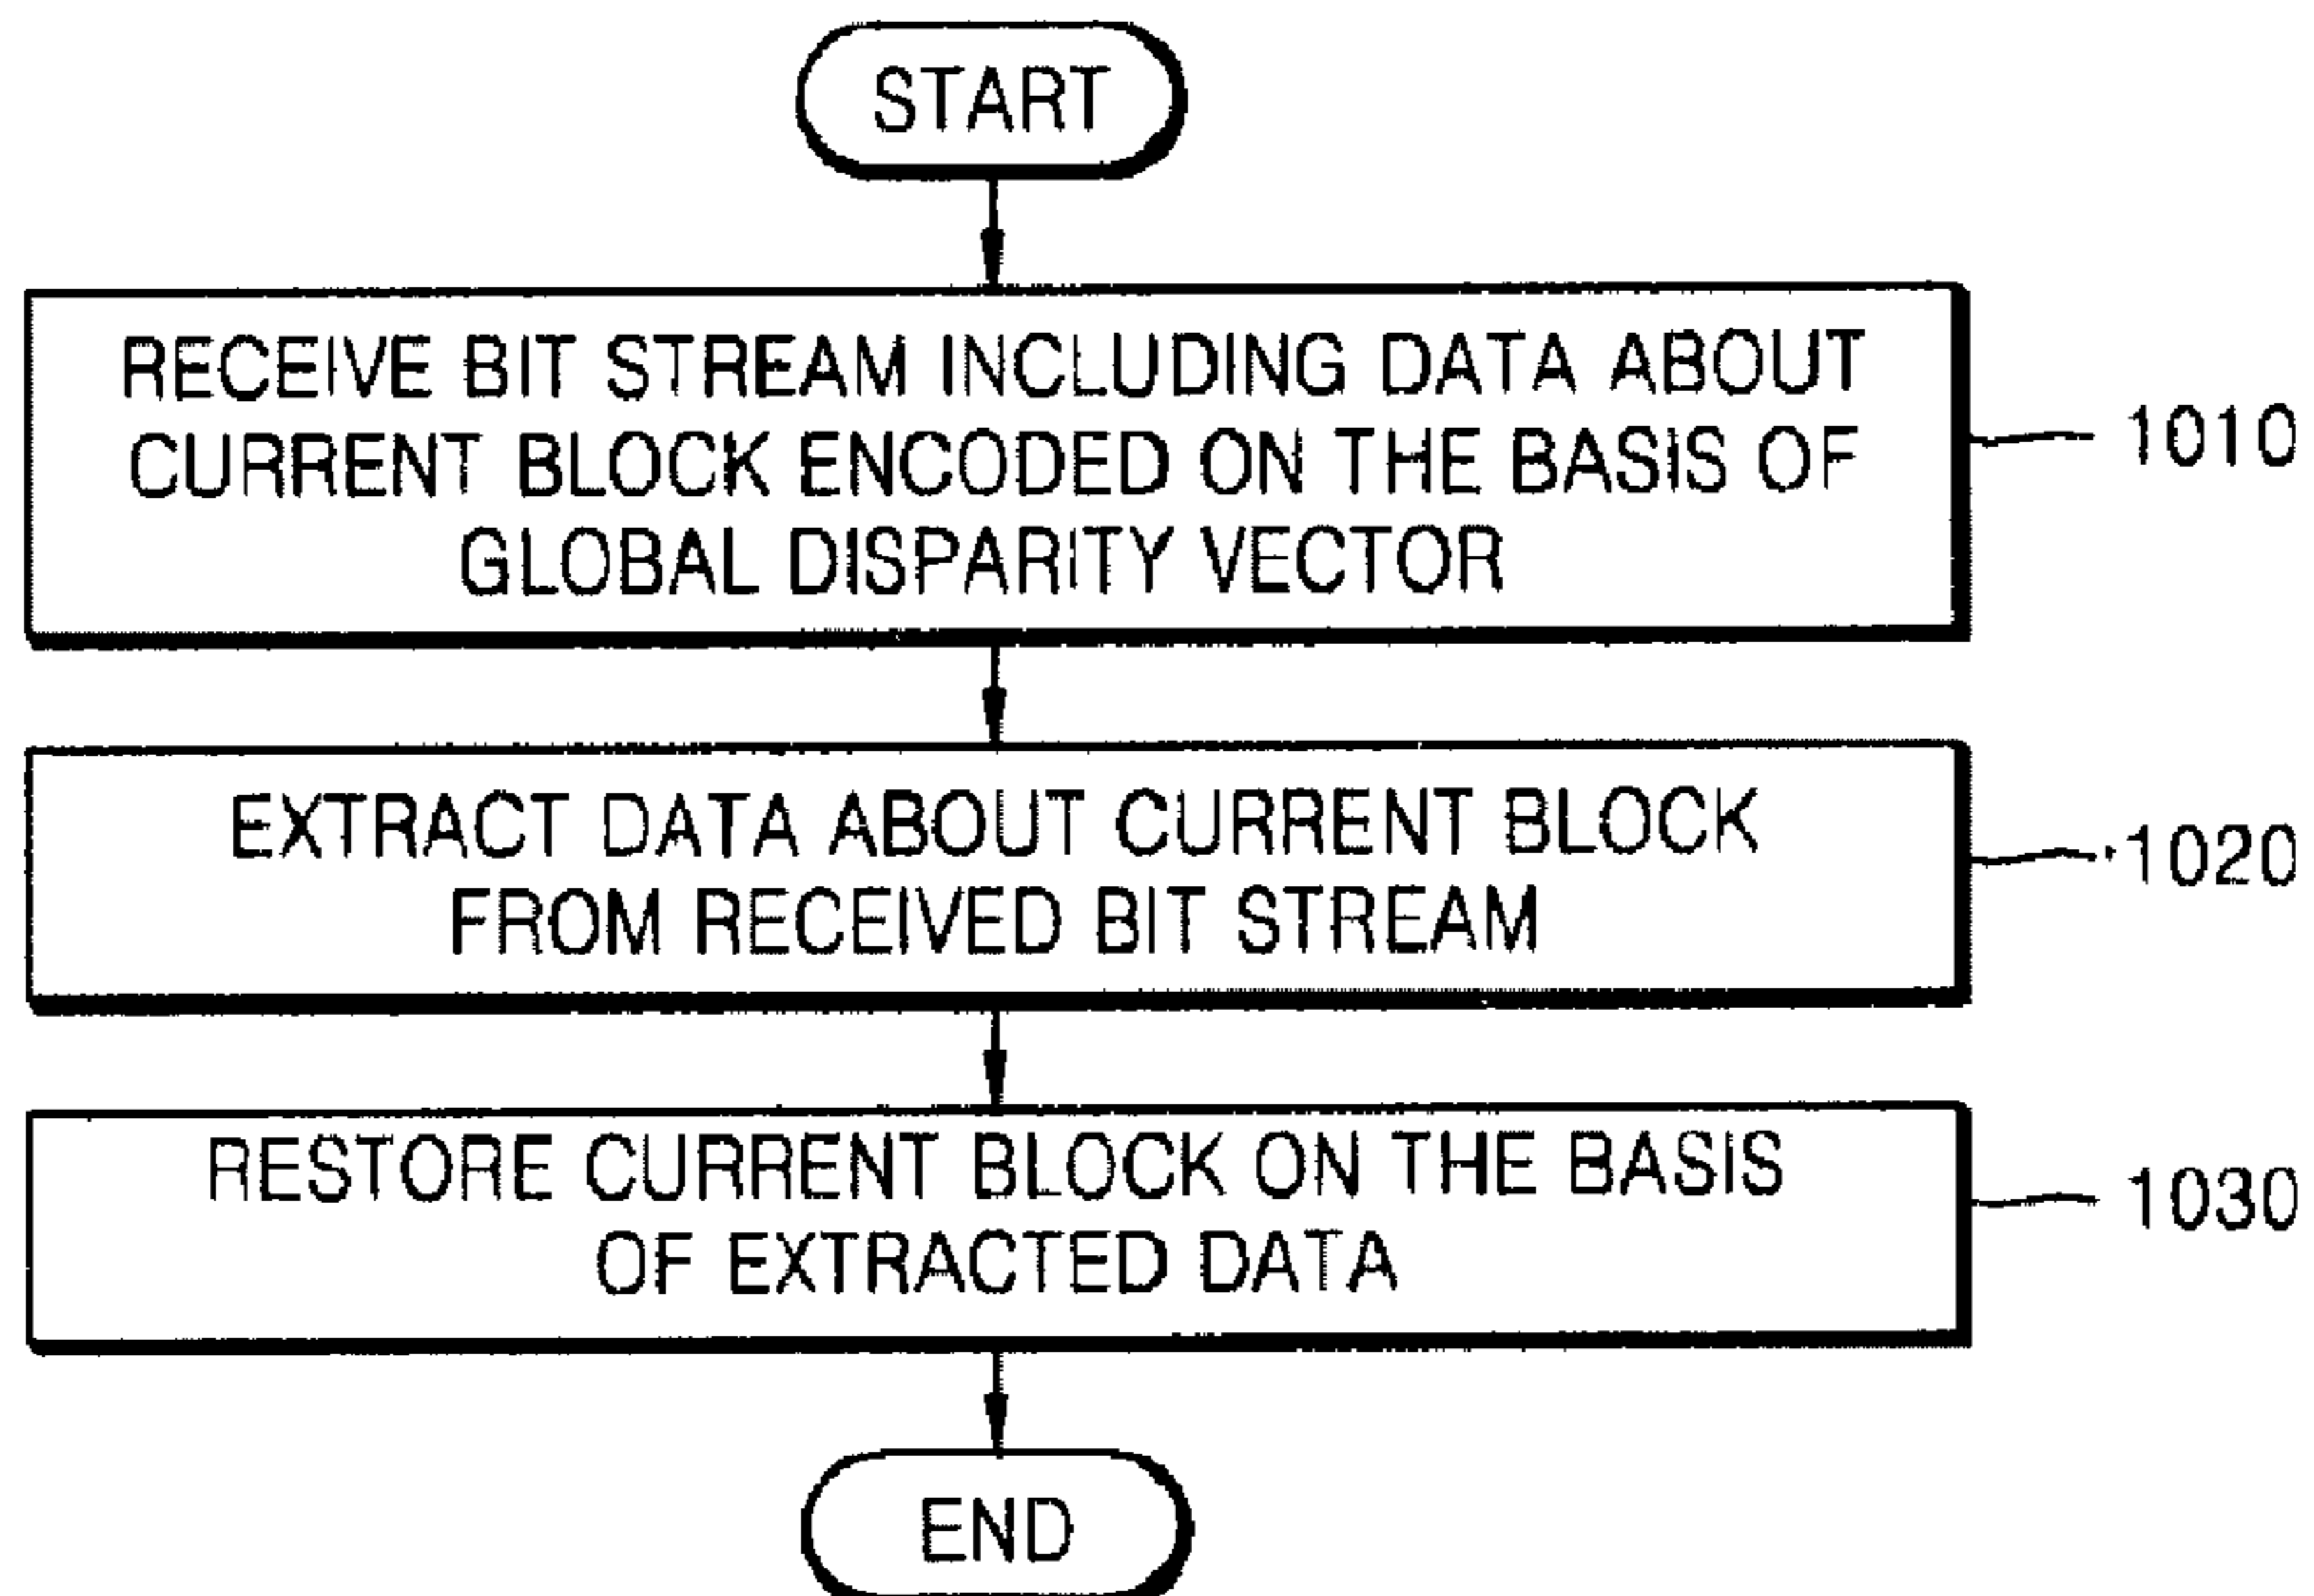 START
RECEIVE BIT STREAM INCLUDING DATA ABOUT
CURRENT BLOCK ENCODED ON THE BASIS OF
GLOBAL DISPARITY VECTOR
1010
EXTRACT DATA ABOUT CURRENT BLOCK
FROM RECEIVED BIT STREAM
1020
RESTORE CURRENT BLOCK ON THE BASIS
OF EXTRACTED DATA
1030
END